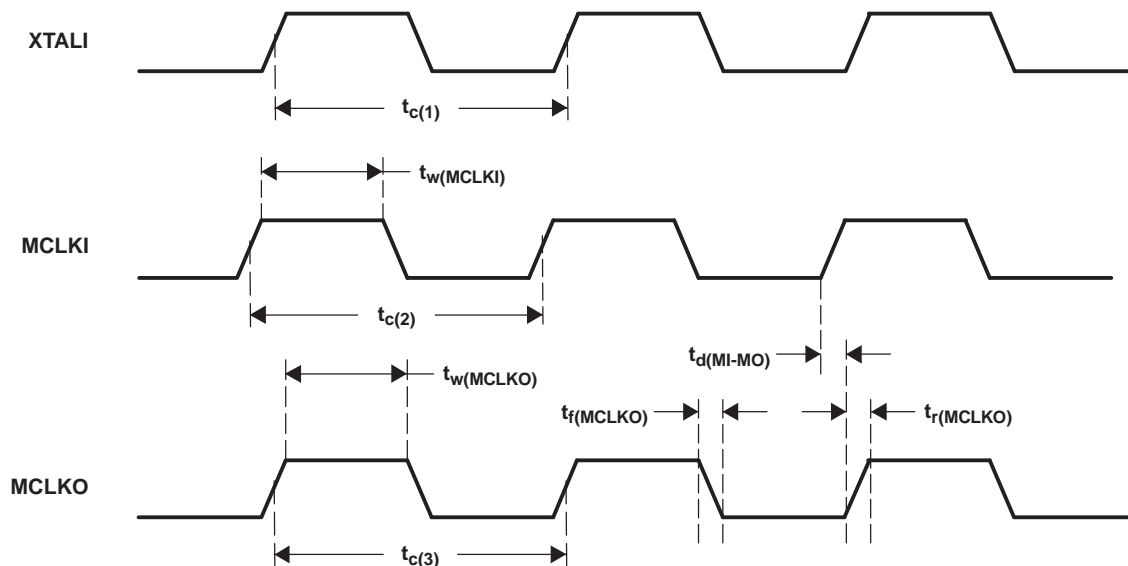 XTALI
tc(1)
tw(MCLKI)
MCLKI
tc(2)
td(MI-MO)
tw(MCLKO)
tf(MCLKO)
tr(MCLKO)
MCLKO
tc(3)